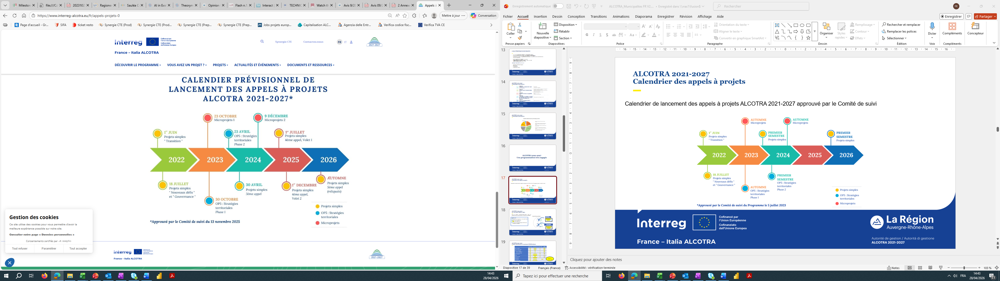 Mileston
file:///C:/
2023102
Ragioner
Sauléa C
AI in Eva
Theorym
Opinion
Flash n.1
Interact |
TECHNIC
Watch th
Avis 9/20
Avis 09/2
2 Annexe
Appels à
https://www.interreg-alcotra.eu/fr/appels-projets-0
Mettre à jour
Conversation
Page d'accueil - Gr...
SIFA
ticket resto
Synergie CTE (Prod)
Synergie CTE (Prod...
Synergie CTE (Prep...
Synergie CTE (Prep...
Jobs projets europ...
Capitalisation ALC...
Agenzia delle Entr...
Verifica codice fisc...
Verifica TVA CE
Interreg
Cofinancé par
l'Union Européenne
Cofinanziato
dall'Unione Europea
France – Italia ALCOTRA
Synergie CTE
Contactez-nous
FR
IT
2021-2027
DÉCOUVRIR LE PROGRAMME
VOUS AVEZ UN PROJET ?
PROJETS
ACTUALITÉS ET ÉVÉNEMENTS
DOCUMENTS ET RESSOURCES
CALENDIER PRÉVISIONNEL DE
LANCEMENT DES APPELS À PROJETS
ALCOTRA 2021-2027*
23 OCTOBRE
Microprojets 1
9 DÉCEMBRE
Microprojets 2
1er JUIN
Projets simples
" Transition "
23 AVRIL
OP5 : Stratégies
territoriales
Phase 2
1er JUILLET
Projets simples
4ème appel, Volet 1
2022
2023
2024
2025
2026
18 JUILLET
Projets simples
" Nouveaux défis "
et " Gouvernance "
30 OCTOBRE
OP5 : Stratégies
territoriales
Phase 1
30 AVRIL
Projets simples
3ème appel
1er DECEMBRE
Projets simples
4ème appel,
Volet 2
AUTOMNE
Projets simples
5ème appel
(reliquats)
Projets simples
OP5 : Stratégies
territoriales
Microprojets
*Approuvé par le Comité de suivi du 13 novembre 2025
Gestion des cookies
Ce site utilise des cookies pour vous permettre d'avoir la
meilleure expérience possible sur notre site.
Consulter notre page « Données personnelles »
Consentements certifiés par axeptio
Tout refuser
Paramétrer
Tout accepter
Interreg
France – Italia ALCOTRA
2021-2027
14:43
28/04/2026
Enregistrement automatique
ALCOTRA_Municipalites FR V2....
• Enregistré dans \\nras1\fusion$
Rechercher
FR
Fichier
Accueil
Insertion
Dessin
Conception
Transitions
Animations
Diaporama
Enregistrer
Révision
Affichage
Aide
Enregistrer
Partager
Coller
Presse-papiers
Nouvelle
diapositive
Disposition
Rétablir
Section
Diapositives
G I S S ab AV Aa
Police
Orientation du texte
Aligner le texte
Convertir en graphique SmartArt
Paragraphe
Organiser
Styles
rapides
Remplissage
Contour
Effets
Dessin
Rechercher et remplacer
Remplacer les polices
Sélectionner
Édition
Dicter
Voix
Compléments
Compléments
Concepteur
13
14
15
16
ALCOTRA 2021-2027
Une programmation très engagée
17
18
19
ALCOTRA 2021-2027
Calendrier des appels à projets
Calendrier de lancement des appels à projets ALCOTRA 2021-2027 approuvé par le Comité de suivi
AUTOMNE
Microprojets
AUTOMNE
Microprojets
1er JUIN
Projets simples
" Transition "
PREMIER
SEMESTRE
Projets simples
PREMIER
SEMESTRE
Projets simples
2022
2023
2024
2025
2026
18 JUILLET
Projets simples
" Nouveaux défis "
et " Gouvernance "
AUTOMNE
OP5 : Stratégies
territoriales
Phase 1
PREMIER
SEMESTRE
OP5 : Stratégies
territoriales
Phase 2
Projets simples
OP5 : Stratégies
territoriales
Microprojets
*Approuvé par le Comité de suivi du Programme le 5 juillet 2023
Interreg
Cofinancé par
l'Union Européenne
Cofinanziato
dall'Unione Europea
France – Italia ALCOTRA
La Région
Auvergne-Rhône-Alpes
Autorité de gestion / Autorità di gestione
ALCOTRA 2021-2027
Cliquez pour ajouter des notes
Diapositive 17 de 39
Français (France)
Accessibilité : vérification terminée
Notes
103 %
Tapez ici pour effectuer une recherche
FRA
14:43
28/04/2026